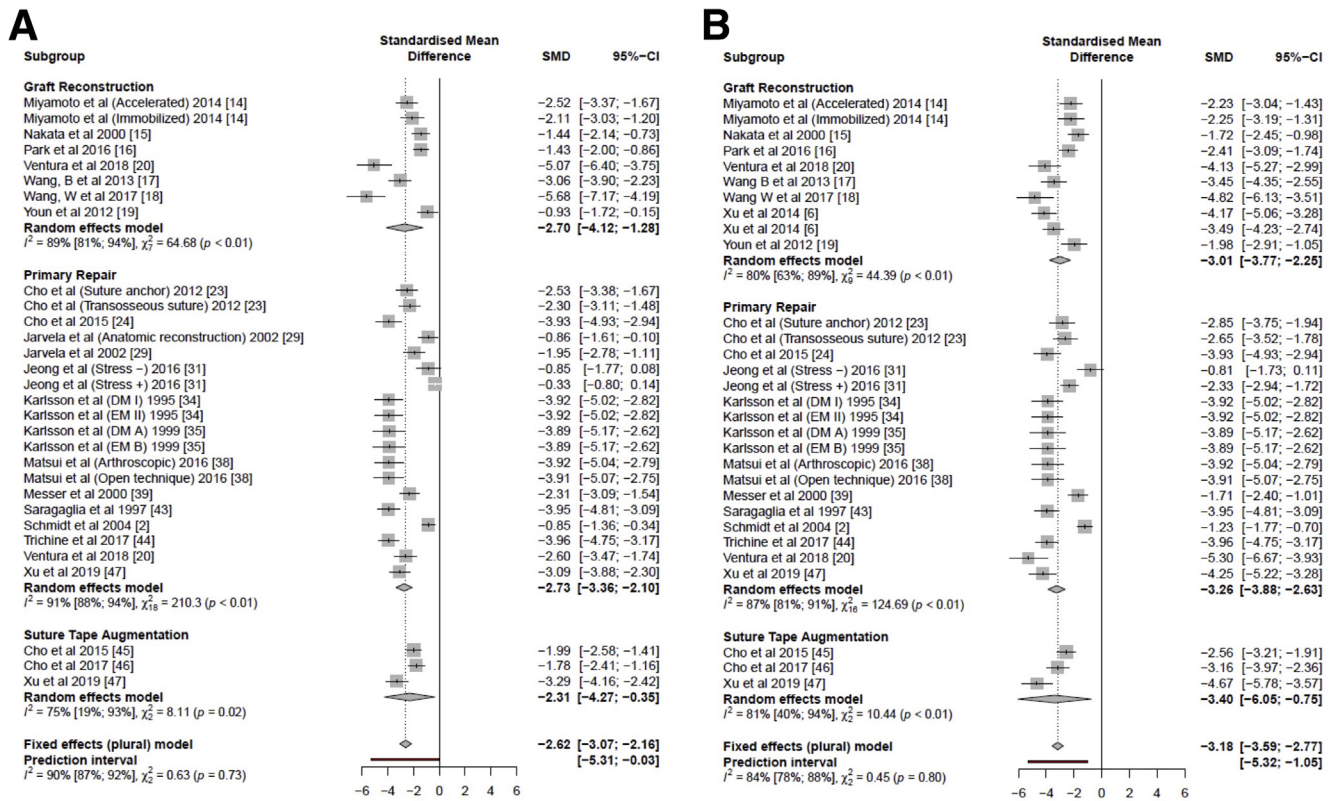 A
Standardised Mean
Subgroup Difference SMD 95%−CI
Graft Reconstruction
Miyamoto et al (Accelerated) 2014 [14] −2.52 [−3.37; −1.67]
Miyamoto et al (Immobilized) 2014 [14] −2.11 [−3.03; −1.20]
Nakata et al 2000 [15] −1.44 [−2.14; −0.73]
Park et al 2016 [16] −1.43 [−2.00; −0.86]
Ventura et al 2018 [20] −5.07 [−6.40; −3.75]
Wang, B et al 2013 [17] −3.06 [−3.90; −2.23]
Wang, W et al 2017 [18] −5.68 [−7.17; −4.19]
Youn et al 2012 [19] −0.93 [−1.72; −0.15]
Random effects model −2.70 [−4.12; −1.28]
I² = 89% [81%; 94%], χ²₇ = 64.68 (p < 0.01)
Primary Repair
Cho et al (Suture anchor) 2012 [23] −2.53 [−3.38; −1.67]
Cho et al (Transosseous suture) 2012 [23] −2.30 [−3.11; −1.48]
Cho et al 2015 [24] −3.93 [−4.93; −2.94]
Jarvela et al (Anatomic reconstruction) 2002 [29] −0.86 [−1.61; −0.10]
Jarvela et al 2002 [29] −1.95 [−2.78; −1.11]
Jeong et al (Stress −) 2016 [31] −0.85 [−1.77; 0.08]
Jeong et al (Stress +) 2016 [31] −0.33 [−0.80; 0.14]
Karlsson et al (DM I) 1995 [34] −3.92 [−5.02; −2.82]
Karlsson et al (EM II) 1995 [34] −3.92 [−5.02; −2.82]
Karlsson et al (DM A) 1999 [35] −3.89 [−5.17; −2.62]
Karlsson et al (EM B) 1999 [35] −3.89 [−5.17; −2.62]
Matsui et al (Arthroscopic) 2016 [38] −3.92 [−5.04; −2.79]
Matsui et al (Open technique) 2016 [38] −3.91 [−5.07; −2.75]
Messer et al 2000 [39] −2.31 [−3.09; −1.54]
Saragaglia et al 1997 [43] −3.95 [−4.81; −3.09]
Schmidt et al 2004 [2] −0.85 [−1.36; −0.34]
Trichine et al 2017 [44] −3.96 [−4.75; −3.17]
Ventura et al 2018 [20] −2.60 [−3.47; −1.74]
Xu et al 2019 [47] −3.09 [−3.88; −2.30]
Random effects model −2.73 [−3.36; −2.10]
I² = 91% [88%; 94%], χ²₁₈ = 210.3 (p < 0.01)
Suture Tape Augmentation
Cho et al 2015 [45] −1.99 [−2.58; −1.41]
Cho et al 2017 [46] −1.78 [−2.41; −1.16]
Xu et al 2019 [47] −3.29 [−4.16; −2.42]
Random effects model −2.31 [−4.27; −0.35]
I² = 75% [19%; 93%], χ²₂ = 8.11 (p = 0.02)
Fixed effects (plural) model −2.62 [−3.07; −2.16]
Prediction interval [−5.31; −0.03]
I² = 90% [87%; 92%], χ²₂ = 0.63 (p = 0.73)
−6 −4 −2 0 2 4 6
B
Standardised Mean
Subgroup Difference SMD 95%−CI
Graft Reconstruction
Miyamoto et al (Accelerated) 2014 [14] −2.23 [−3.04; −1.43]
Miyamoto et al (Immobilized) 2014 [14] −2.25 [−3.19; −1.31]
Nakata et al 2000 [15] −1.72 [−2.45; −0.98]
Park et al 2016 [16] −2.41 [−3.09; −1.74]
Ventura et al 2018 [20] −4.13 [−5.27; −2.99]
Wang B et al 2013 [17] −3.45 [−4.35; −2.55]
Wang W et al 2017 [18] −4.82 [−6.13; −3.51]
Xu et al 2014 [6] −4.17 [−5.06; −3.28]
Xu et al 2014 [6] −3.49 [−4.23; −2.74]
Youn et al 2012 [19] −1.98 [−2.91; −1.05]
Random effects model −3.01 [−3.77; −2.25]
I² = 80% [63%; 89%], χ²₉ = 44.39 (p < 0.01)
Primary Repair
Cho et al (Suture anchor) 2012 [23] −2.85 [−3.75; −1.94]
Cho et al (Transosseous suture) 2012 [23] −2.65 [−3.52; −1.78]
Cho et al 2015 [24] −3.93 [−4.93; −2.94]
Jeong et al (Stress −) 2016 [31] −0.81 [−1.73; 0.11]
Jeong et al (Stress +) 2016 [31] −2.33 [−2.94; −1.72]
Karlsson et al (DM I) 1995 [34] −3.92 [−5.02; −2.82]
Karlsson et al (EM II) 1995 [34] −3.92 [−5.02; −2.82]
Karlsson et al (DM A) 1999 [35] −3.89 [−5.17; −2.62]
Karlsson et al (EM B) 1999 [35] −3.89 [−5.17; −2.62]
Matsui et al (Arthroscopic) 2016 [38] −3.92 [−5.04; −2.79]
Matsui et al (Open technique) 2016 [38] −3.91 [−5.07; −2.75]
Messer et al 2000 [39] −1.71 [−2.40; −1.01]
Saragaglia et al 1997 [43] −3.95 [−4.81; −3.09]
Schmidt et al 2004 [2] −1.23 [−1.77; −0.70]
Trichine et al 2017 [44] −3.96 [−4.75; −3.17]
Ventura et al 2018 [20] −5.30 [−6.67; −3.93]
Xu et al 2019 [47] −4.25 [−5.22; −3.28]
Random effects model −3.26 [−3.88; −2.63]
I² = 87% [81%; 91%], χ²₁₆ = 124.69 (p < 0.01)
Suture Tape Augmentation
Cho et al 2015 [45] −2.56 [−3.21; −1.91]
Cho et al 2017 [46] −3.16 [−3.97; −2.36]
Xu et al 2019 [47] −4.67 [−5.78; −3.57]
Random effects model −3.40 [−6.05; −0.75]
I² = 81% [40%; 94%], χ²₂ = 10.44 (p < 0.01)
Fixed effects (plural) model −3.18 [−3.59; −2.77]
Prediction interval [−5.32; −1.05]
I² = 84% [78%; 88%], χ²₂ = 0.45 (p = 0.80)
−6 −4 −2 0 2 4 6